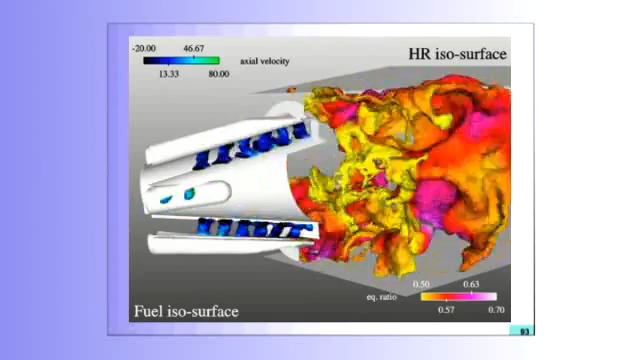 -20.00 46.67
axial velocity
13.33 80.00
HR iso-surface
0.50 0.63
eq. ratio
0.57 0.70
Fuel iso-surface
93